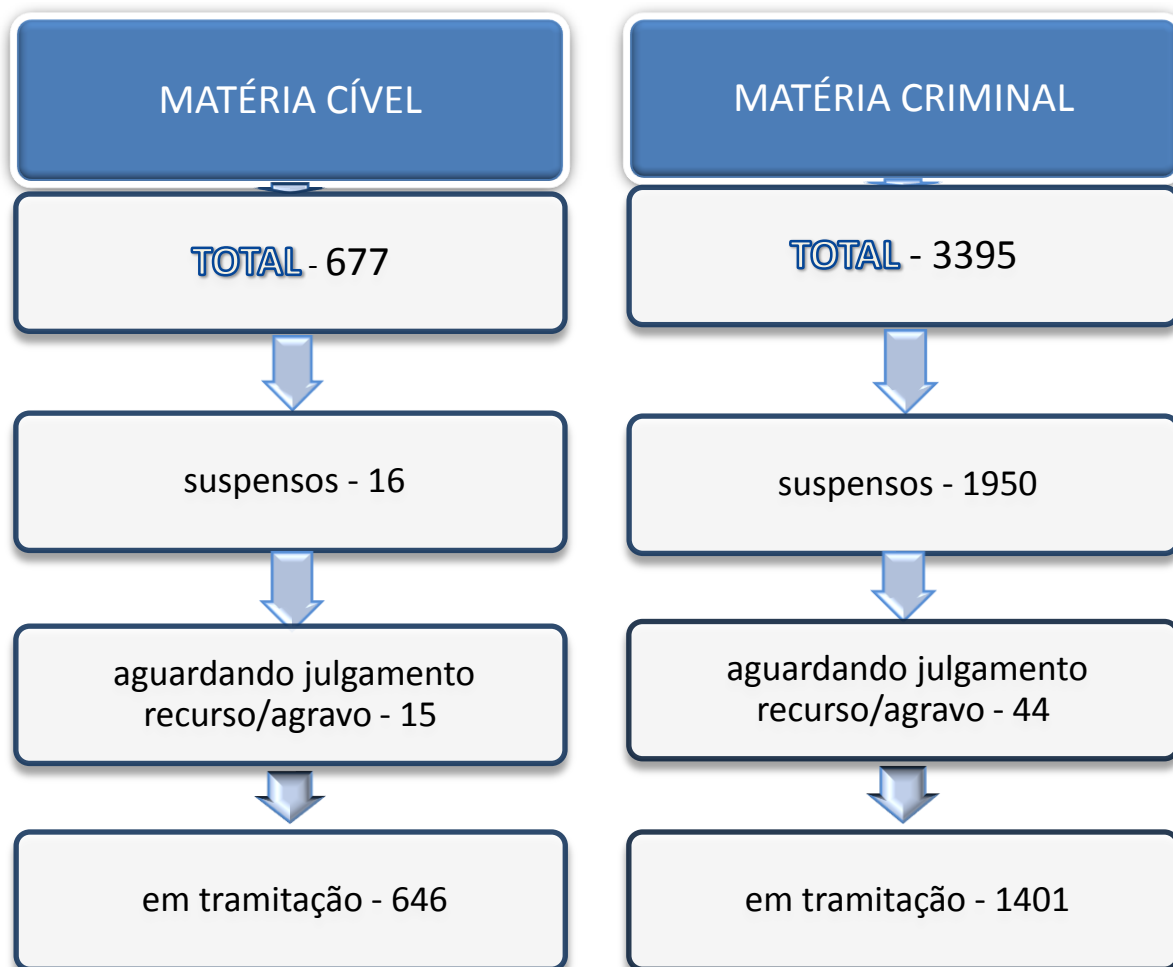 MATÉRIA CÍVEL
TOTAL - 677
suspensos - 16
aguardando julgamento
recurso/agravo - 15
em tramitação - 646
MATÉRIA CRIMINAL
TOTAL - 3395
suspensos - 1950
aguardando julgamento
recurso/agravo - 44
em tramitação - 1401